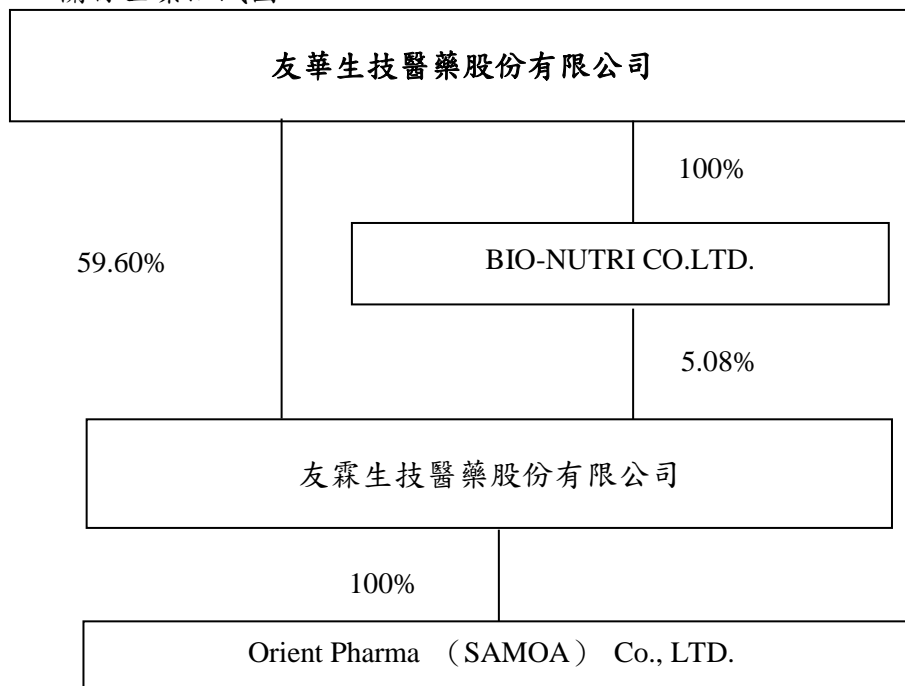 友華生技醫藥股份有限公司
100%
59.60%
BIO-NUTRI CO.LTD.
5.08%
友霖生技醫藥股份有限公司
100%
Orient Pharma （SAMOA） Co., LTD.